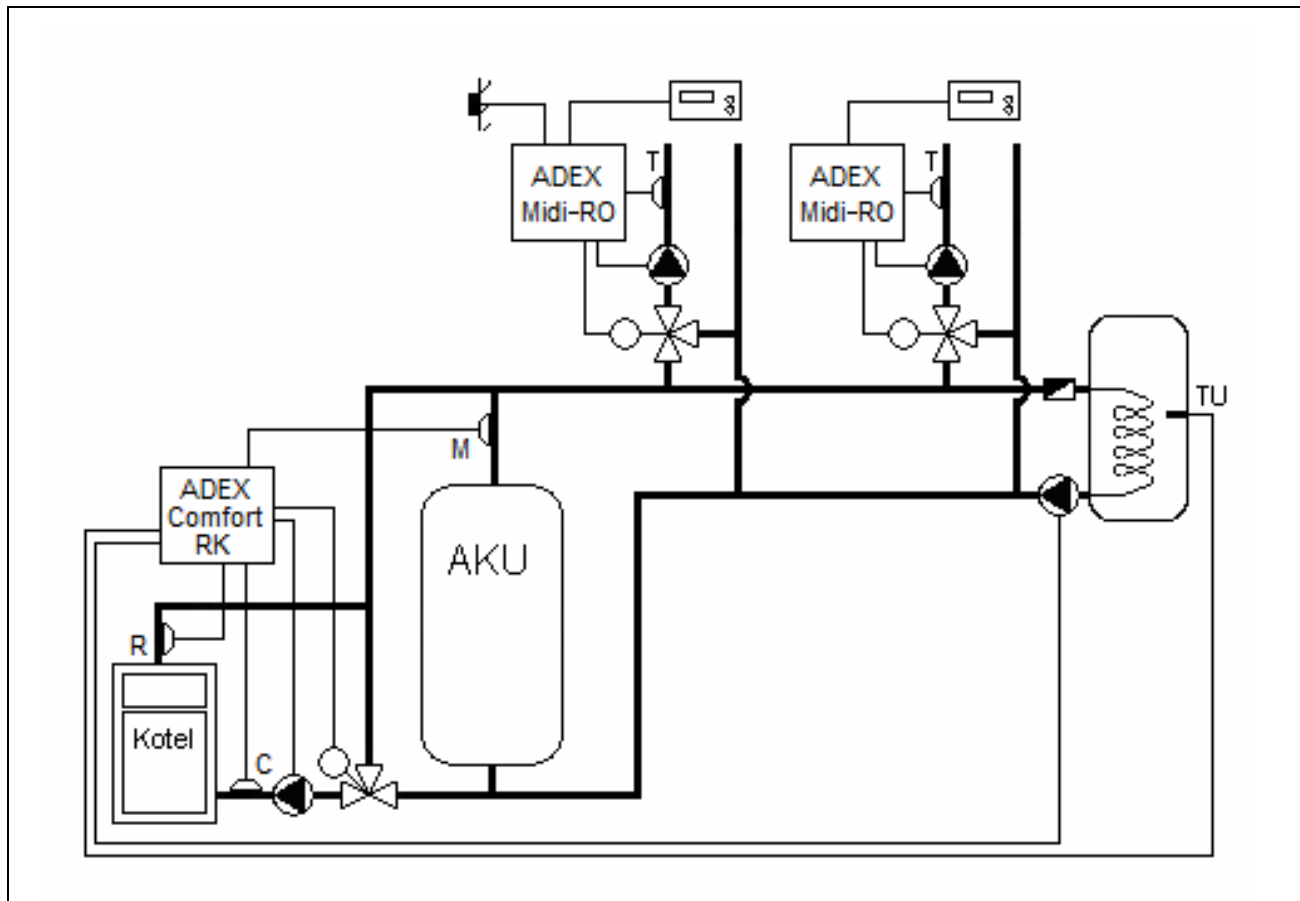 T
T
ADEX
Midi-RO
ADEX
Midi-RO
TU
M
ADEX
Comfort
RK
AKU
R
Kotel
C